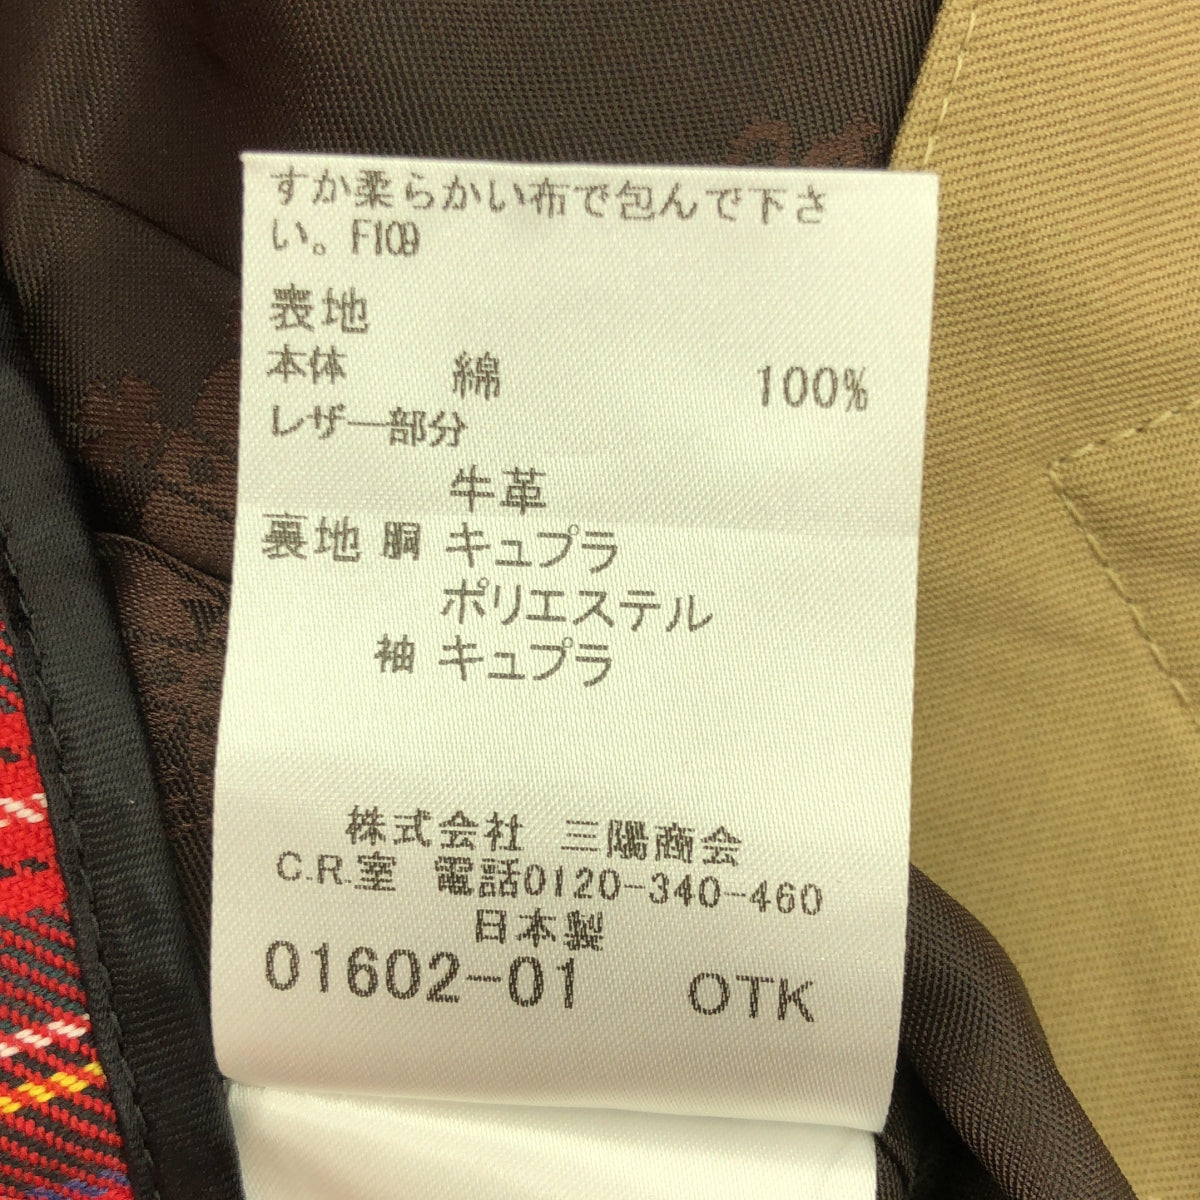 すか柔らかい布で包んで下さ
い。F109
表地
本体 綿 100%
レザー部分
牛革
裏地 胴 キュプラ
ポリエステル
袖 キュプラ
株式会社 三陽商会
C.R.室 電話0120-340-460
日本製
01602-01 OTK